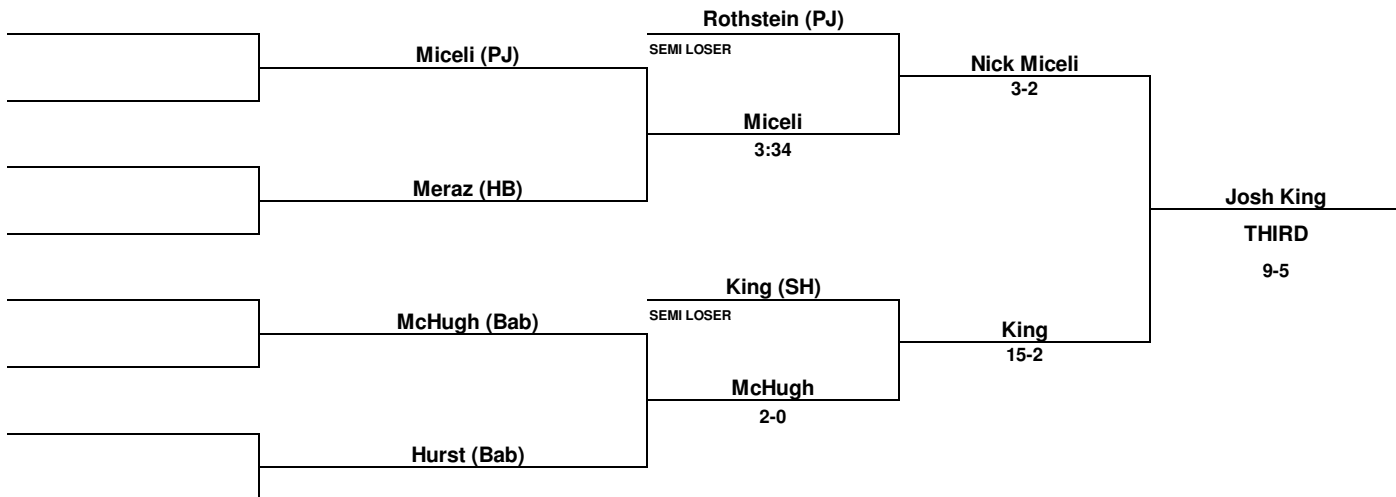 Rothstein (PJ)
Miceli (PJ)
SEMI LOSER
Nick Miceli
3-2
Miceli
3:34
Meraz (HB)
Josh King
THIRD
9-5
King (SH)
McHugh (Bab)
SEMI LOSER
King
15-2
McHugh
2-0
Hurst (Bab)